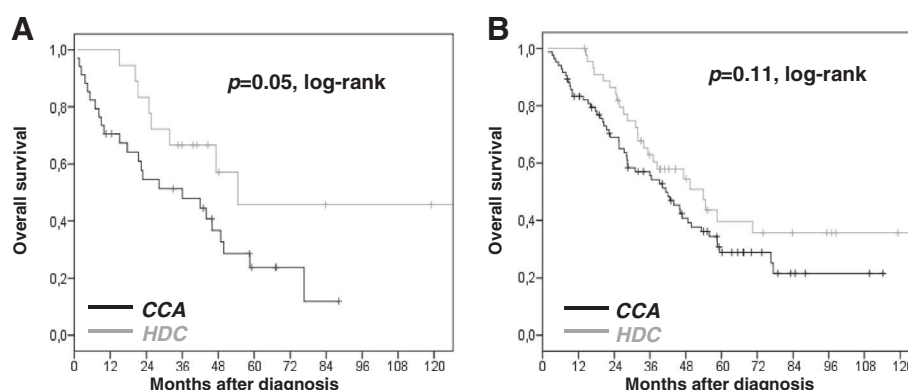 A
p=0.05, log-rank
Overall survival
1,0
0,8
0,6
0,4
0,2
0,0
CCA
HDC
0 12 24 36 48 60 72 84 96 108 120
Months after diagnosis
B
p=0.11, log-rank
Overall survival
1,0
0,8
0,6
0,4
0,2
0,0
CCA
HDC
0 12 24 36 48 60 72 84 96 108 120
Months after diagnosis